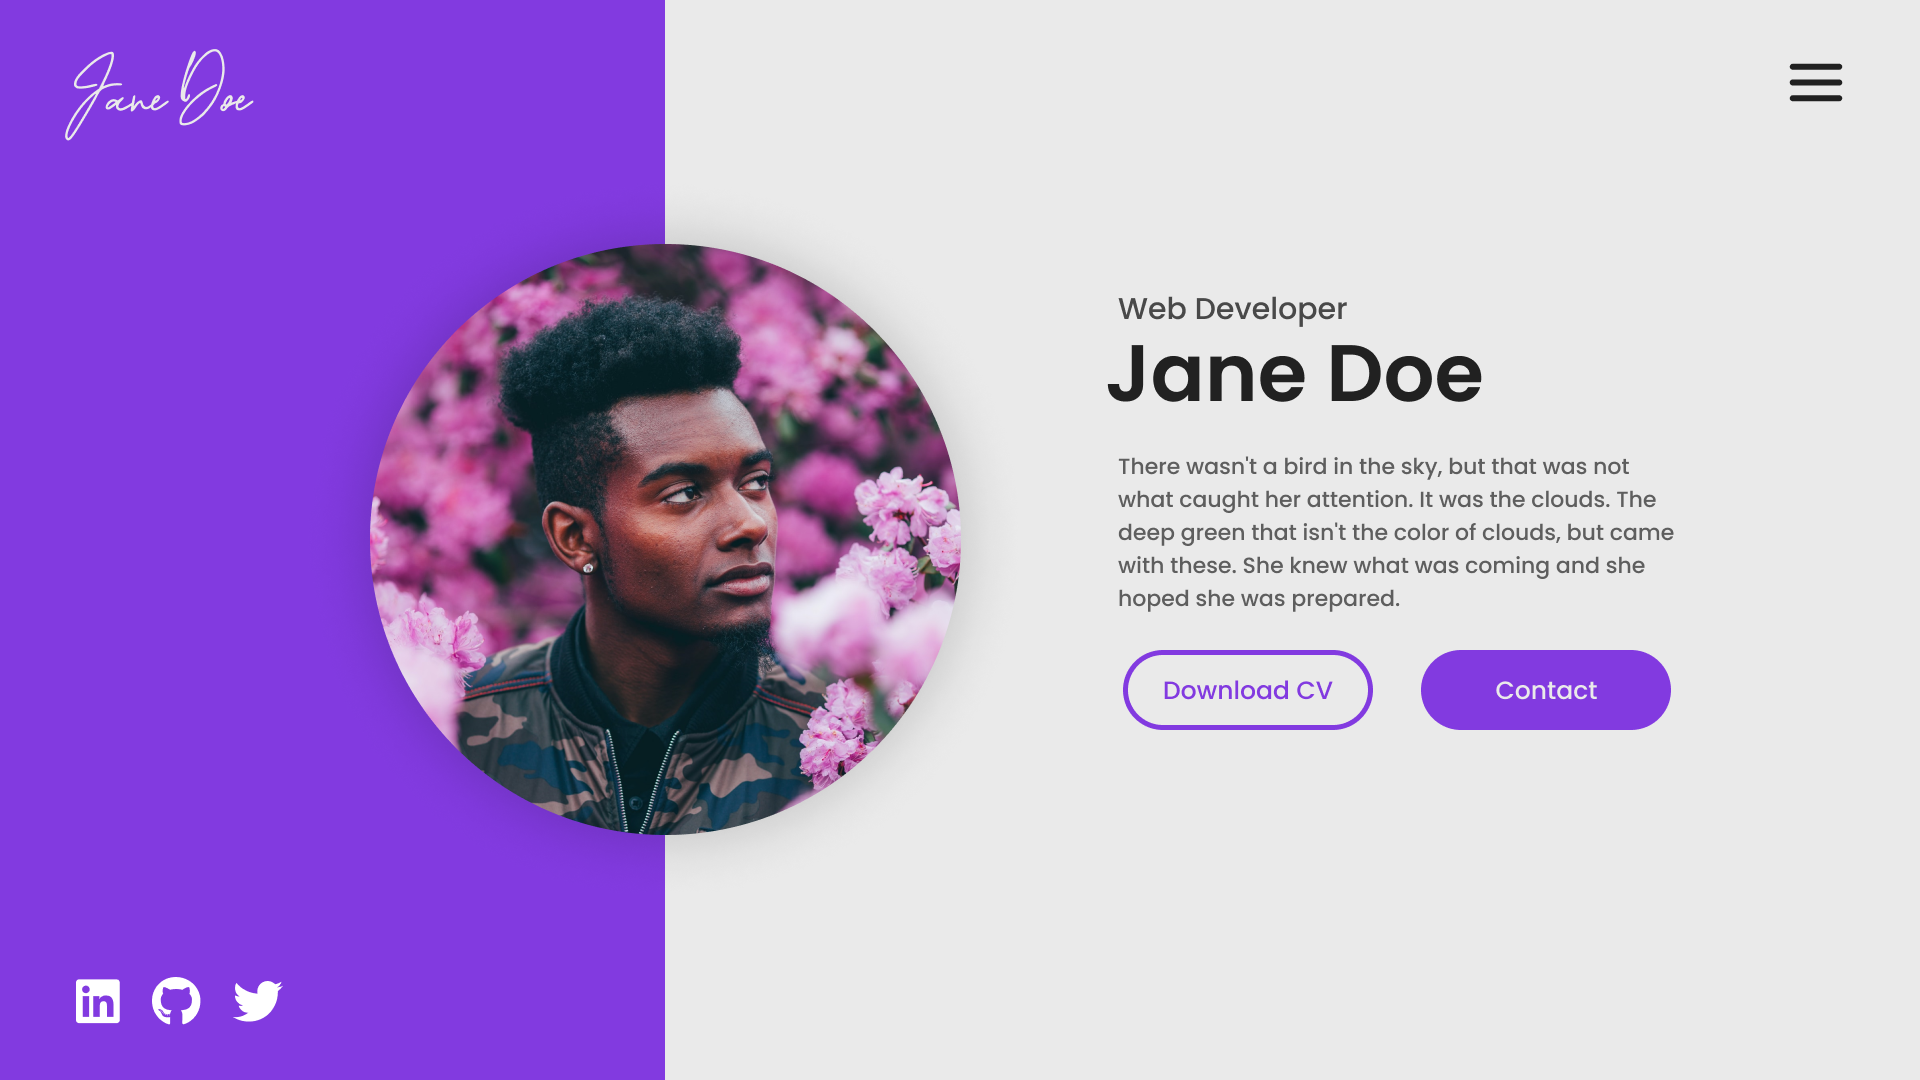 Jane Doe
Web Developer
Jane Doe
There wasn't a bird in the sky, but that was not
what caught her attention. It was the clouds. The
deep green that isn't the color of clouds, but came
with these. She knew what was coming and she
hoped she was prepared.
Download CV
Contact
in